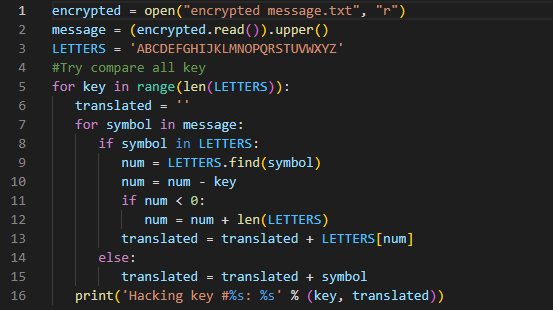 1 encrypted = open("encrypted message.txt", "r")
2 message = (encrypted.read()).upper()
3 LETTERS = 'ABCDEFGHIJKLMNOPQRSTUVWXYZ'
4 #Try compare all key
5 for key in range(len(LETTERS)):
6     translated = ''
7     for symbol in message:
8         if symbol in LETTERS:
9             num = LETTERS.find(symbol)
10             num = num - key
11             if num < 0:
12                 num = num + len(LETTERS)
13             translated = translated + LETTERS[num]
14         else:
15             translated = translated + symbol
16     print('Hacking key #%s: %s' % (key, translated))